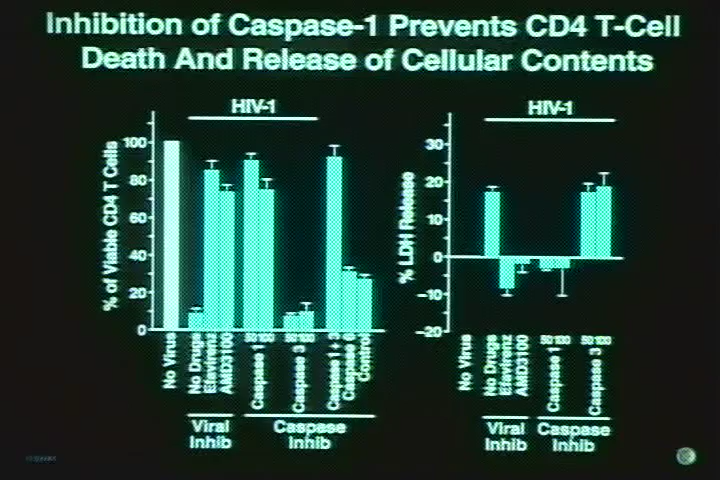 Inhibition of Caspase-1 Prevents CD4 T-Cell
Death And Release of Cellular Contents
HIV-1
% of Viable CD4 T Cells
100
80
60
40
20
0
No Virus
No Drugs
Efavirenz
AMD3100
50 100
Caspase 1
50 100
Caspase 3
Caspase 1+
Caspase
Control
Viral
Inhib
Caspase
Inhib
HIV-1
% LDH Release
30
20
10
0
-10
-20
No Virus
No Drugs
Efavirenz
AMD3100
50 100
Caspase 1
50 100
Caspase 3
Viral
Inhib
Caspase
Inhib